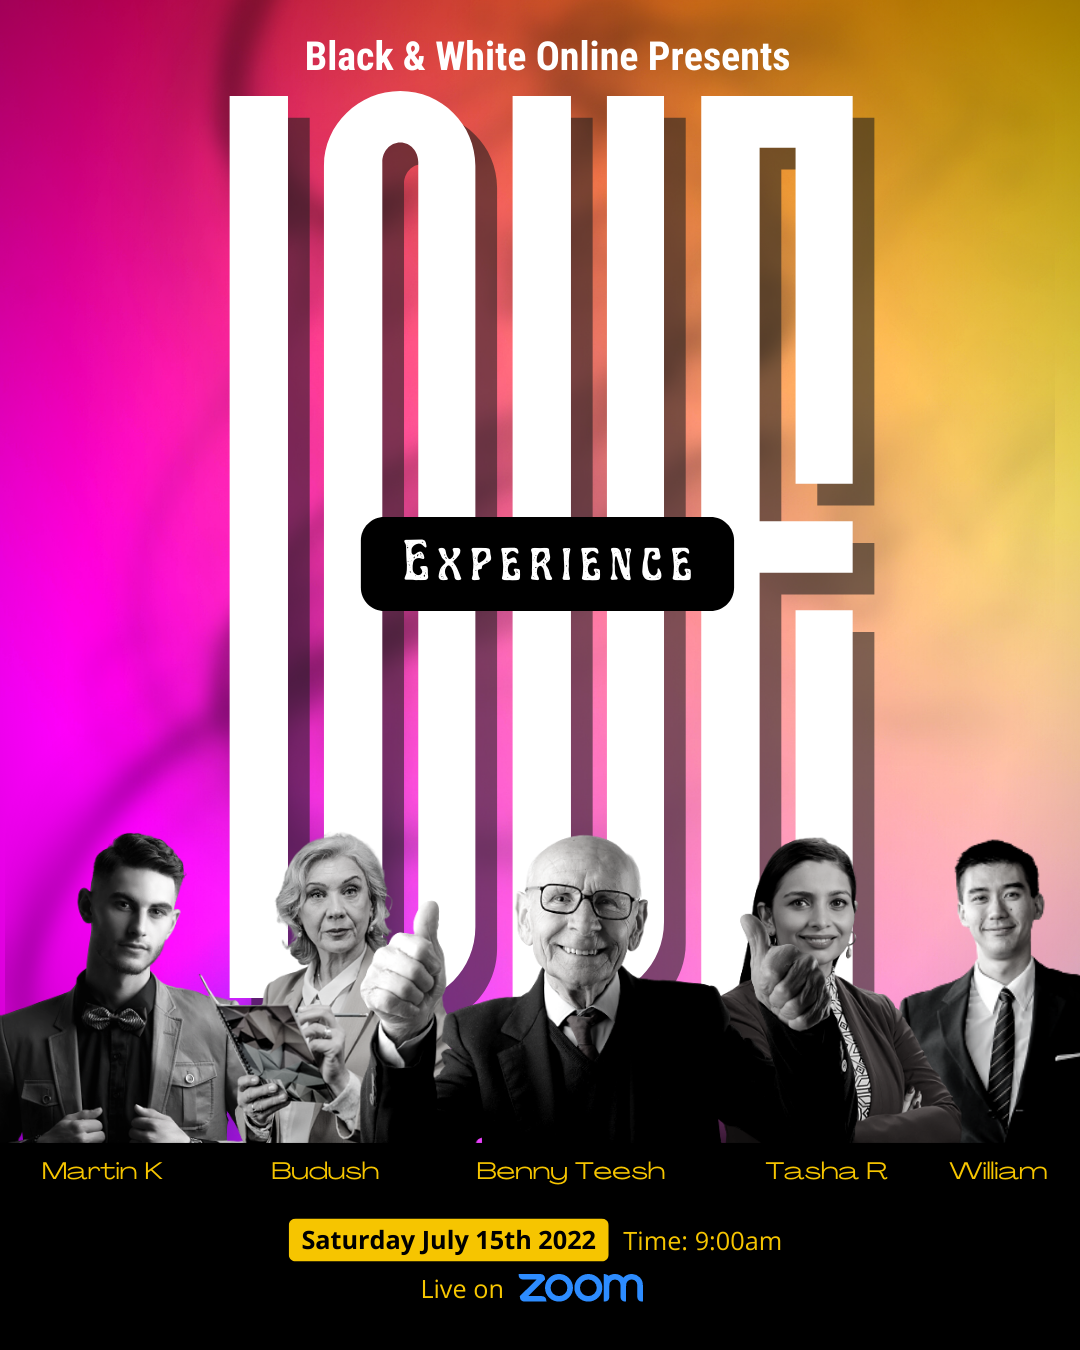 Black & White Online Presents
LOVE
Experience
Martin K Budush Benny Teesh Tasha R William
Saturday July 15th 2022 Time: 9:00am
Live on zoom